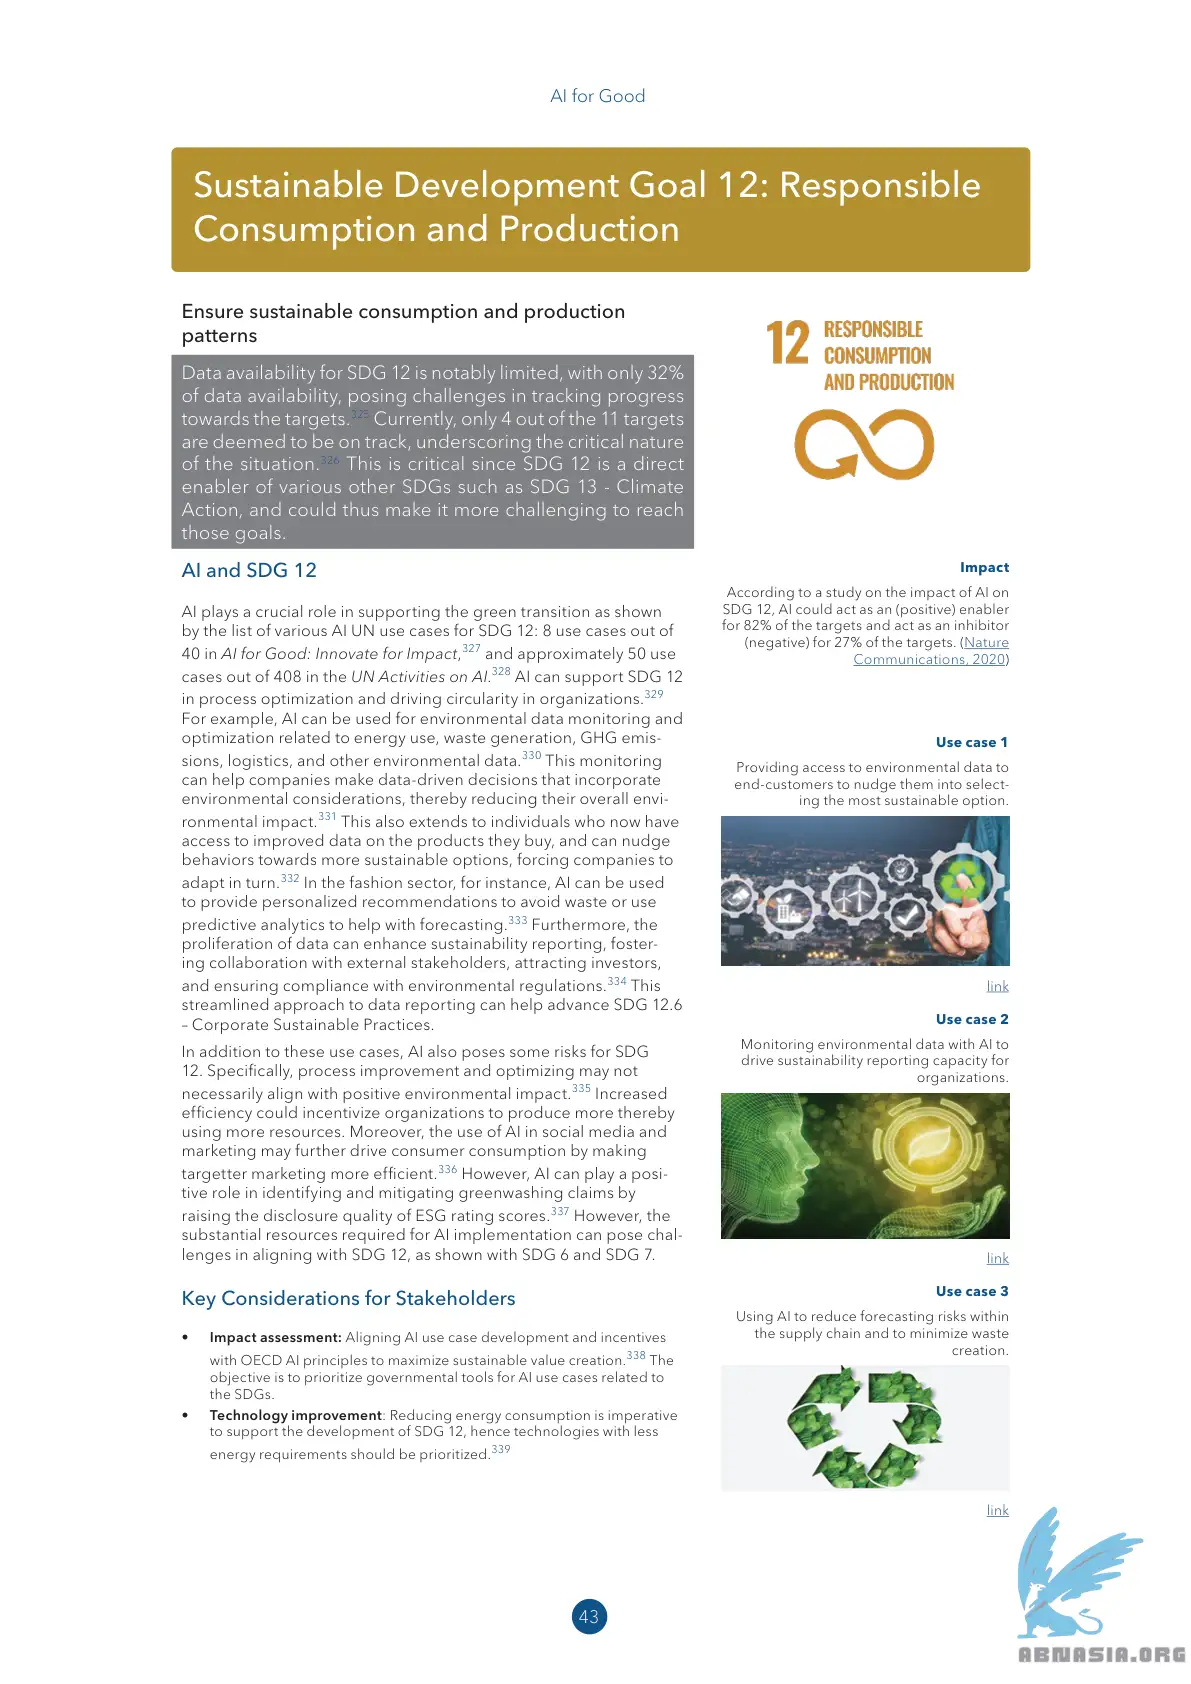 AI for Good
Sustainable Development Goal 12: Responsible
Consumption and Production
Ensure sustainable consumption and production
patterns
Data availability for SDG 12 is notably limited, with only 32%
of data availability, posing challenges in tracking progress
towards the targets.325 Currently, only 4 out of the 11 targets
are deemed to be on track, underscoring the critical nature
of the situation.326 This is critical since SDG 12 is a direct
enabler of various other SDGs such as SDG 13 - Climate
Action, and could thus make it more challenging to reach
those goals.
12 RESPONSIBLE
CONSUMPTION
AND PRODUCTION
AI and SDG 12
AI plays a crucial role in supporting the green transition as shown
by the list of various AI UN use cases for SDG 12: 8 use cases out of
40 in AI for Good: Innovate for Impact,327 and approximately 50 use
cases out of 408 in the UN Activities on AI.328 AI can support SDG 12
in process optimization and driving circularity in organizations.329
For example, AI can be used for environmental data monitoring and
optimization related to energy use, waste generation, GHG emis-
sions, logistics, and other environmental data.330 This monitoring
can help companies make data-driven decisions that incorporate
environmental considerations, thereby reducing their overall envi-
ronmental impact.331 This also extends to individuals who now have
access to improved data on the products they buy, and can nudge
behaviors towards more sustainable options, forcing companies to
adapt in turn.332 In the fashion sector, for instance, AI can be used
to provide personalized recommendations to avoid waste or use
predictive analytics to help with forecasting.333 Furthermore, the
proliferation of data can enhance sustainability reporting, foster-
ing collaboration with external stakeholders, attracting investors,
and ensuring compliance with environmental regulations.334 This
streamlined approach to data reporting can help advance SDG 12.6
– Corporate Sustainable Practices.
In addition to these use cases, AI also poses some risks for SDG
12. Specifically, process improvement and optimizing may not
necessarily align with positive environmental impact.335 Increased
efficiency could incentivize organizations to produce more thereby
using more resources. Moreover, the use of AI in social media and
marketing may further drive consumer consumption by making
targetter marketing more efficient.336 However, AI can play a posi-
tive role in identifying and mitigating greenwashing claims by
raising the disclosure quality of ESG rating scores.337 However, the
substantial resources required for AI implementation can pose chal-
lenges in aligning with SDG 12, as shown with SDG 6 and SDG 7.
Key Considerations for Stakeholders
• Impact assessment: Aligning AI use case development and incentives
with OECD AI principles to maximize sustainable value creation.338 The
objective is to prioritize governmental tools for AI use cases related to
the SDGs.
• Technology improvement: Reducing energy consumption is imperative
to support the development of SDG 12, hence technologies with less
energy requirements should be prioritized.339
Impact
According to a study on the impact of AI on
SDG 12, AI could act as an (positive) enabler
for 82% of the targets and act as an inhibitor
(negative) for 27% of the targets. (Nature
Communications, 2020)
Use case 1
Providing access to environmental data to
end-customers to nudge them into select-
ing the most sustainable option.
link
Use case 2
Monitoring environmental data with AI to
drive sustainability reporting capacity for
organizations.
link
Use case 3
Using AI to reduce forecasting risks within
the supply chain and to minimize waste
creation.
link
43
ABNASIA.ORG